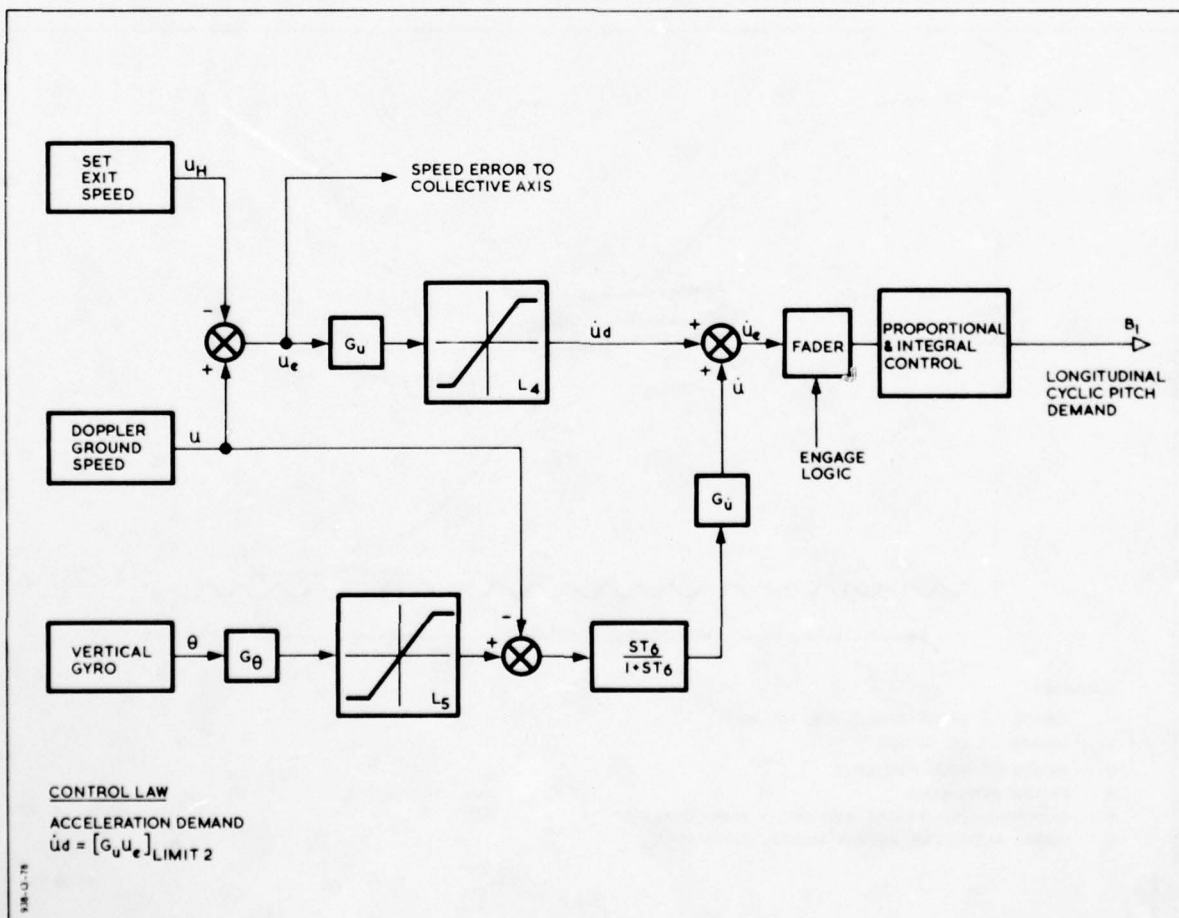 SET
EXIT
SPEED
u_H
SPEED ERROR TO
COLLECTIVE AXIS
-
+
u_e
G_u
L_4
u̇d
+
+
u̇_e
u̇
FADER
PROPORTIONAL
& INTEGRAL
CONTROL
B_1
LONGITUDINAL
CYCLIC PITCH
DEMAND
ENGAGE
LOGIC
DOPPLER
GROUND
SPEED
u
G_u̇
VERTICAL
GYRO
θ
G_θ
L_5
-
+
ST_6
1+ST_6
CONTROL LAW
ACCELERATION DEMAND
u̇d = [G_u u_e] LIMIT 2